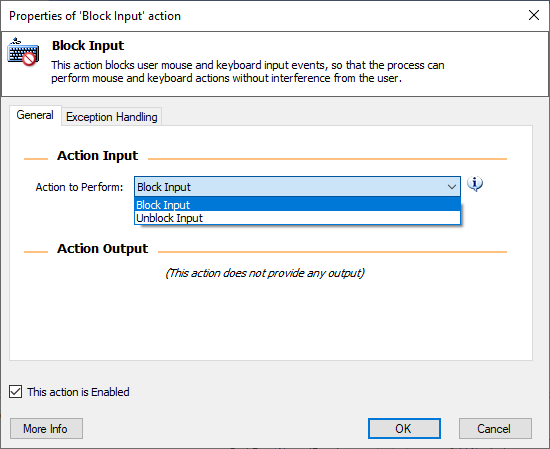 Properties of 'Block Input' action
Block Input
This action blocks user mouse and keyboard input events, so that the process can
perform mouse and keyboard actions without interference from the user.
General
Exception Handling
Action Input
Action to Perform:
Block Input
Block Input
Unblock Input
Action Output
(This action does not provide any output)
This action is Enabled
More Info
OK
Cancel